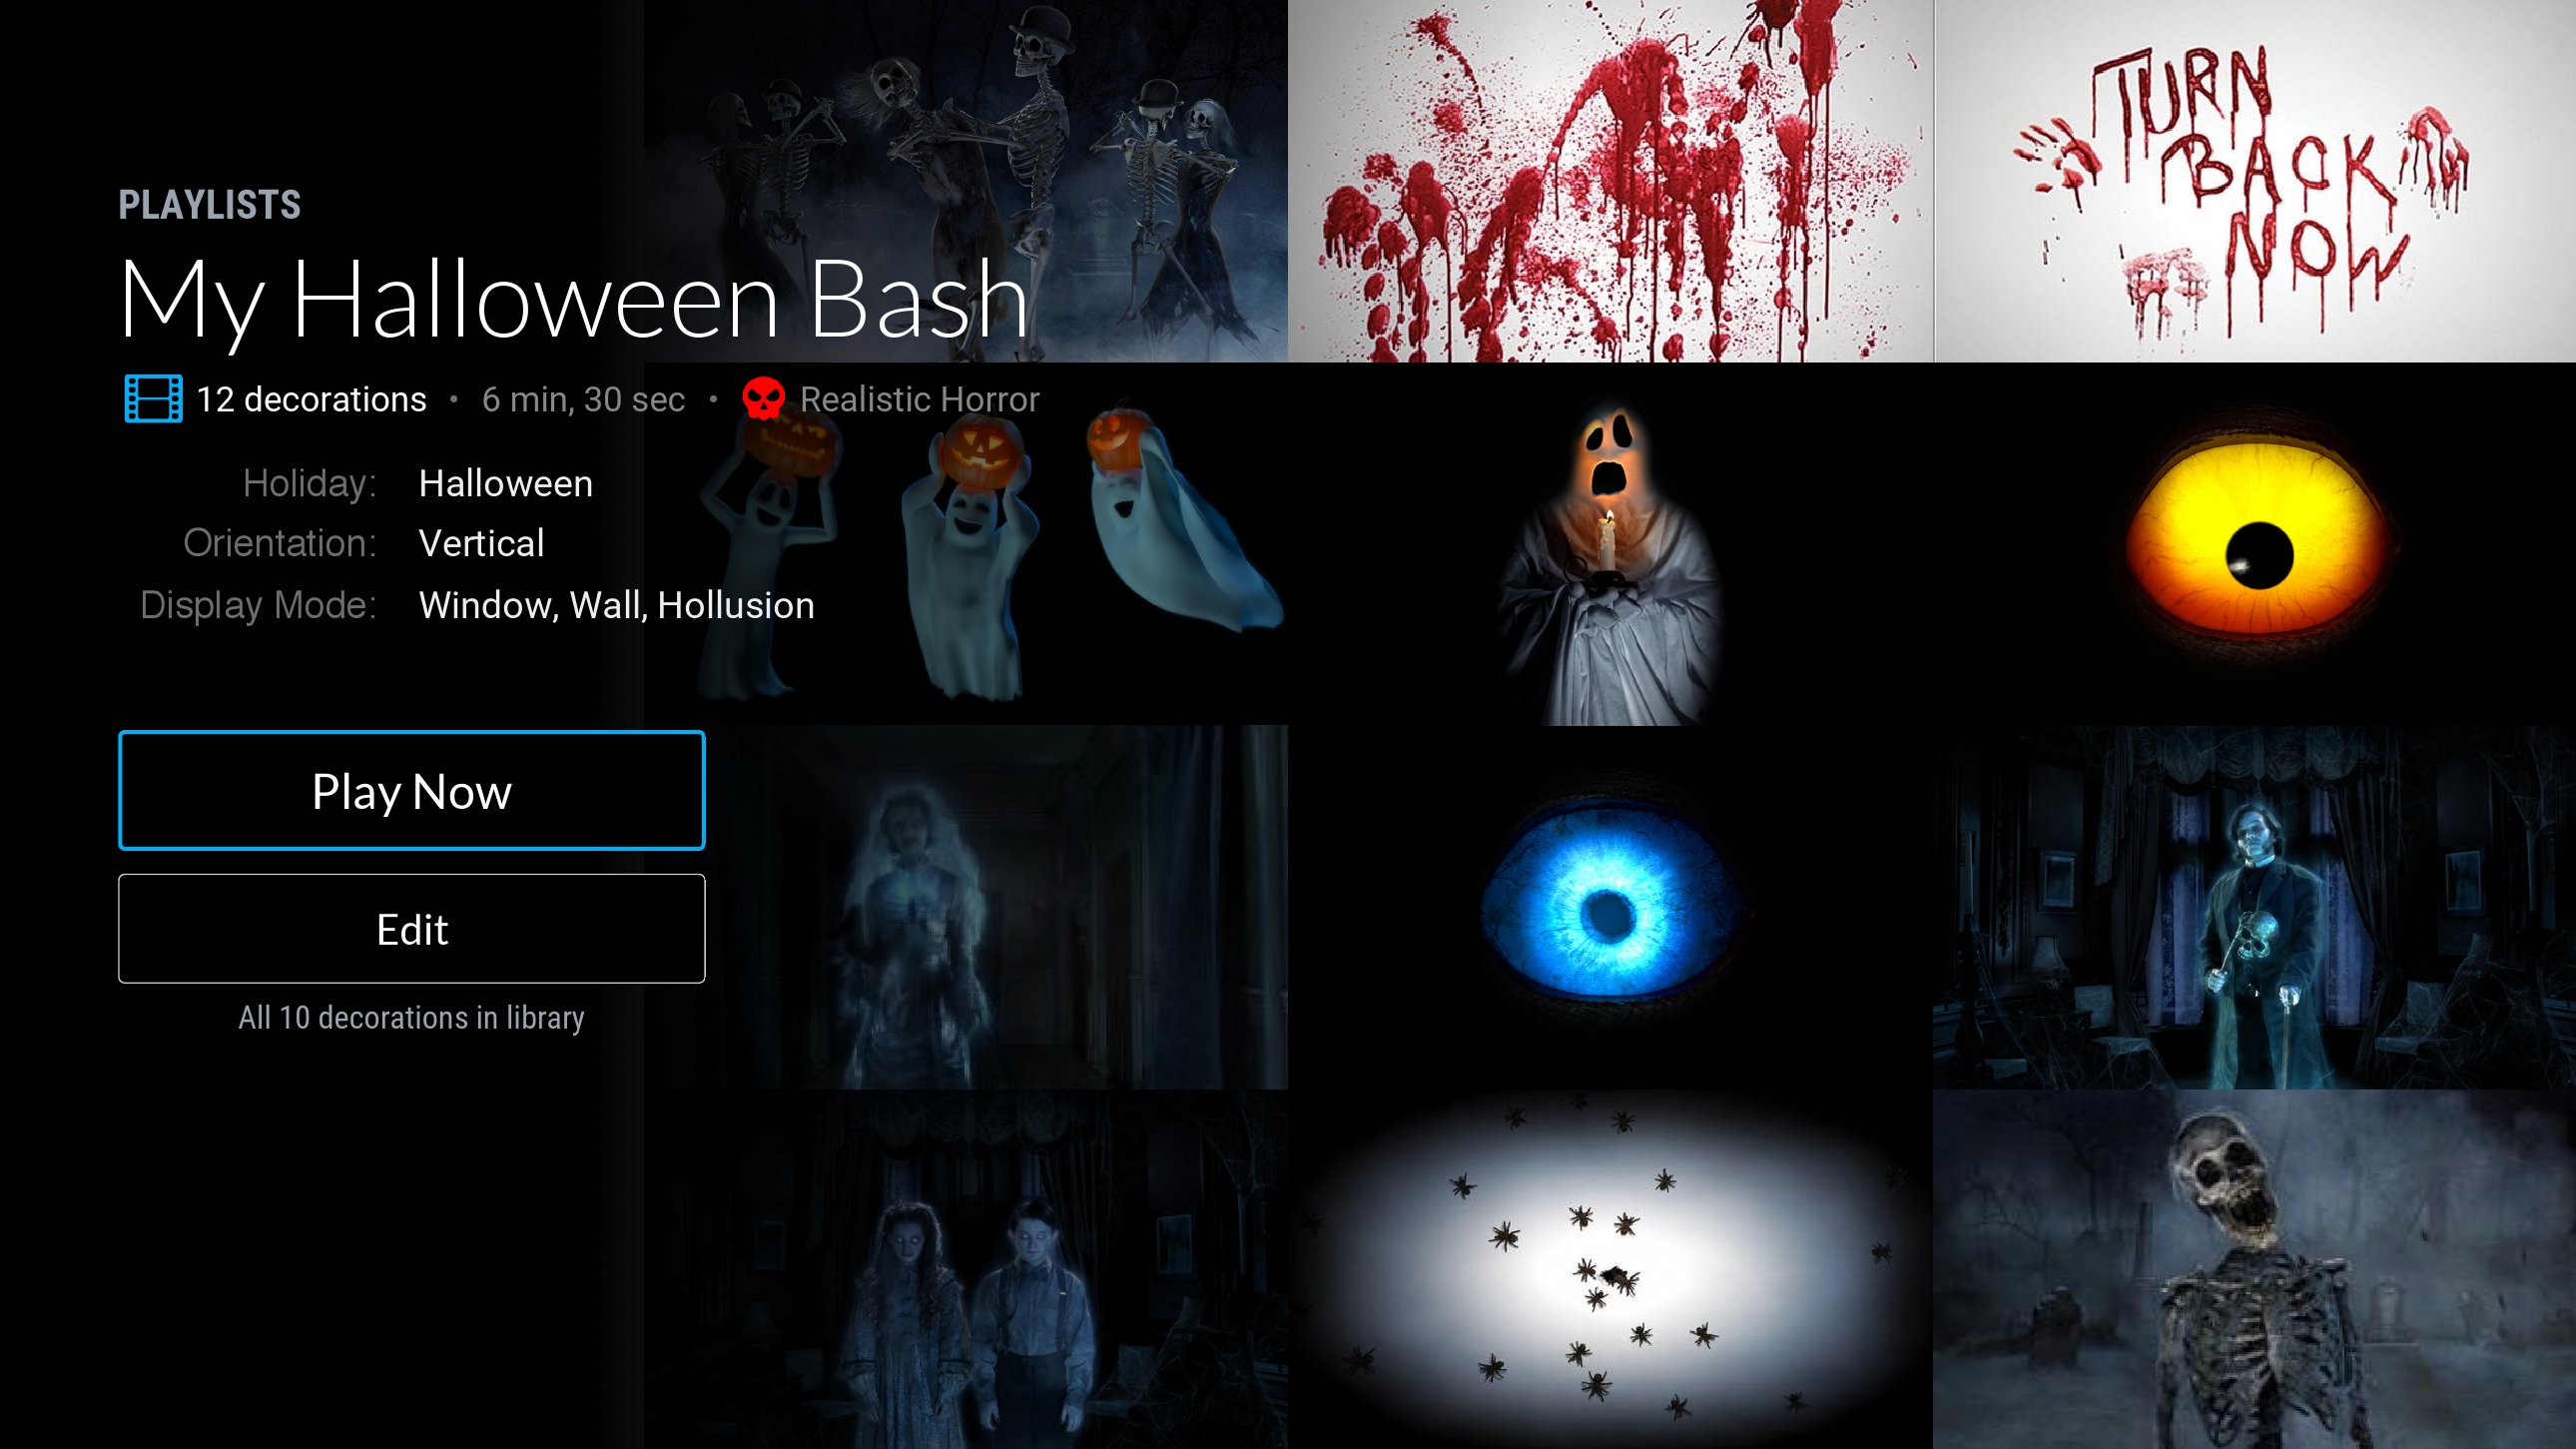 PLAYLISTS
My Halloween Bash
12 decorations • 6 min, 30 sec • Realistic Horror
Holiday: Halloween
Orientation: Vertical
Display Mode: Window, Wall, Hollusion
Play Now
Edit
All 10 decorations in library
TURN
BACK
NOW